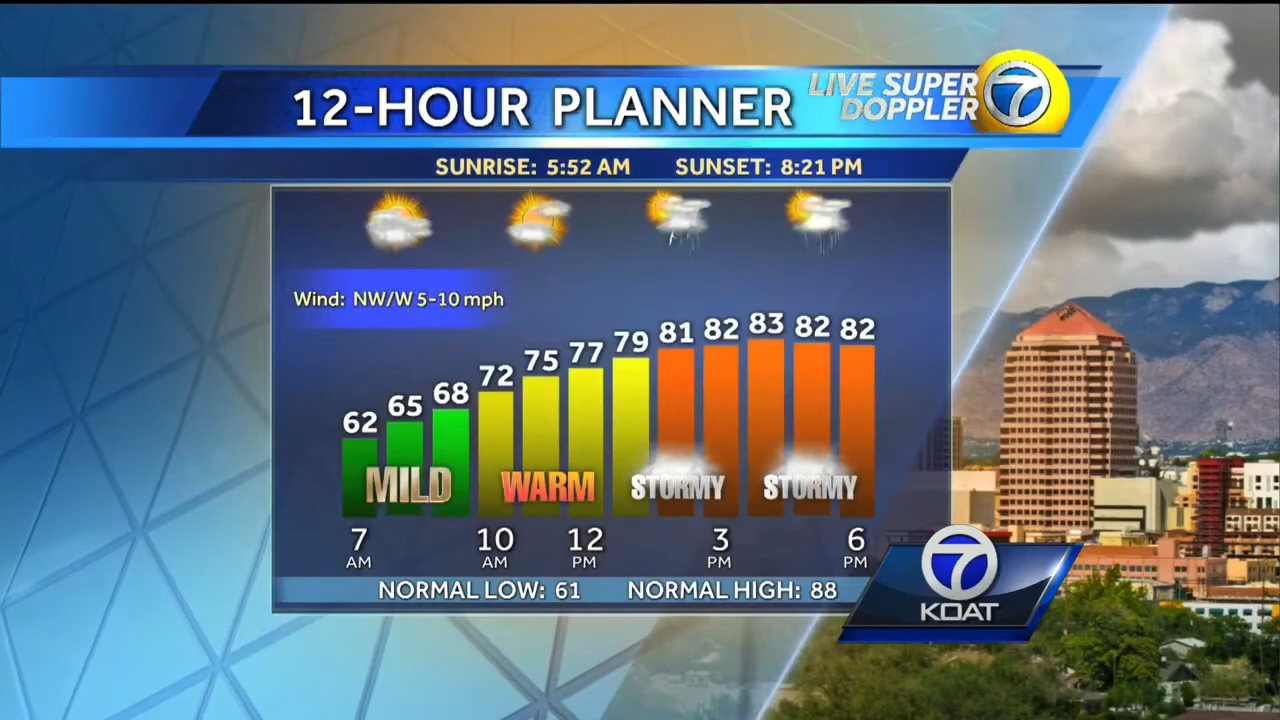 12-HOUR PLANNER
LIVE SUPER
DOPPLER
7
SUNRISE: 5:52 AM SUNSET: 8:21 PM
Wind: NW/W 5-10 mph
62 65 68 72 75 77 79 81 82 83 82 82
MILD WARM STORMY STORMY
7 10 12 3 6
AM AM PM PM PM
NORMAL LOW: 61 NORMAL HIGH: 88
7
KOAT